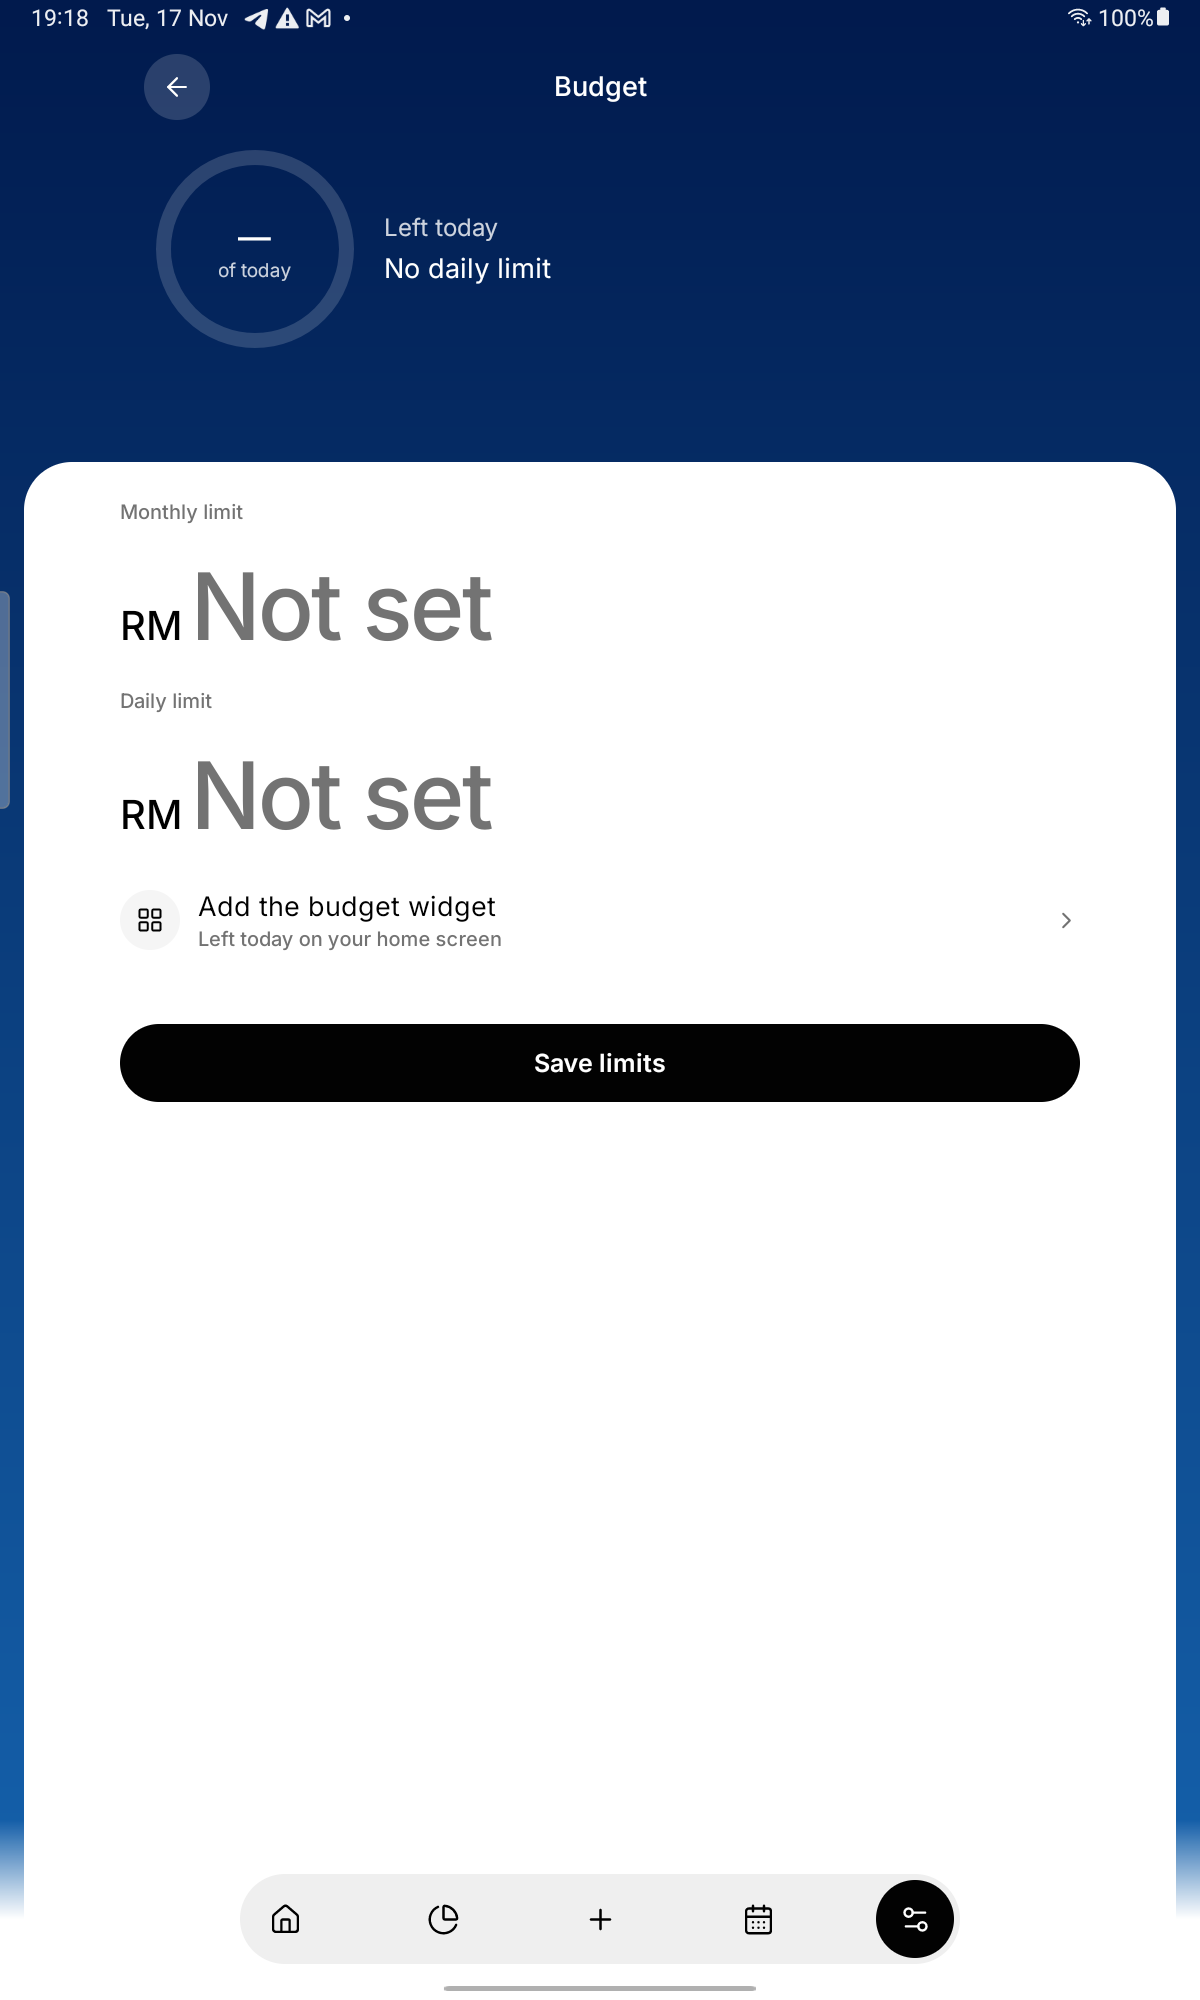 19:18 Tue, 17 Nov
100%
Budget
—
of today
Left today
No daily limit
Monthly limit
RM Not set
Daily limit
RM Not set
Add the budget widget
Left today on your home screen
Save limits